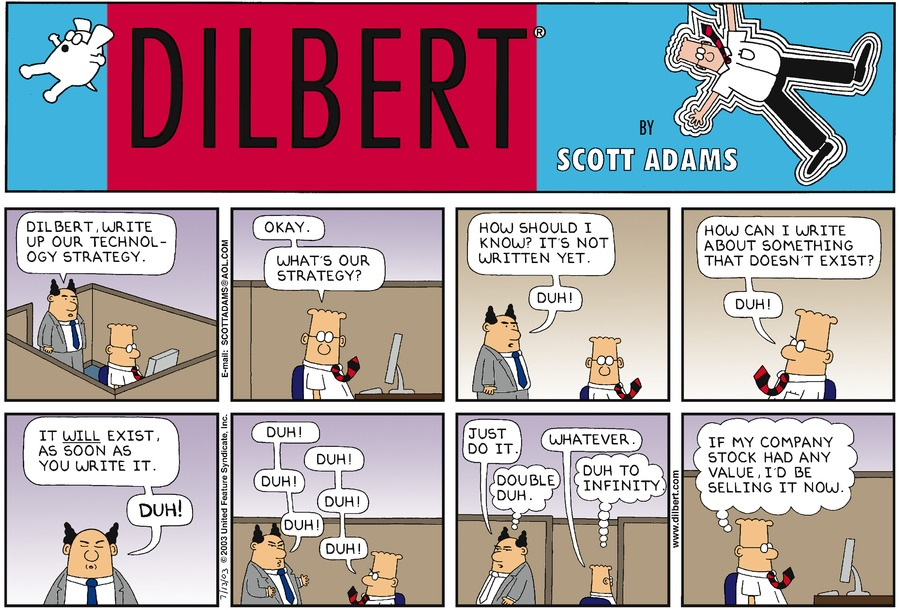 DILBERT®
BY
SCOTT ADAMS
DILBERT, WRITE
UP OUR TECHNOL-
OGY STRATEGY.
E-mail: SCOTTADAMS@AOL.COM
OKAY.
WHAT'S OUR
STRATEGY?
HOW SHOULD I
KNOW? IT'S NOT
WRITTEN YET.
DUH!
HOW CAN I WRITE
ABOUT SOMETHING
THAT DOESN'T EXIST?
DUH!
IT WILL EXIST,
AS SOON AS
YOU WRITE IT.
DUH!
7/13/03 © 2003 United Feature Syndicate, Inc.
DUH!
DUH!
DUH!
DUH!
DUH!
DUH!
JUST
DO IT.
DOUBLE
DUH.
WHATEVER.
DUH TO
INFINITY
www.dilbert.com
IF MY COMPANY
STOCK HAD ANY
VALUE, I'D BE
SELLING IT NOW.